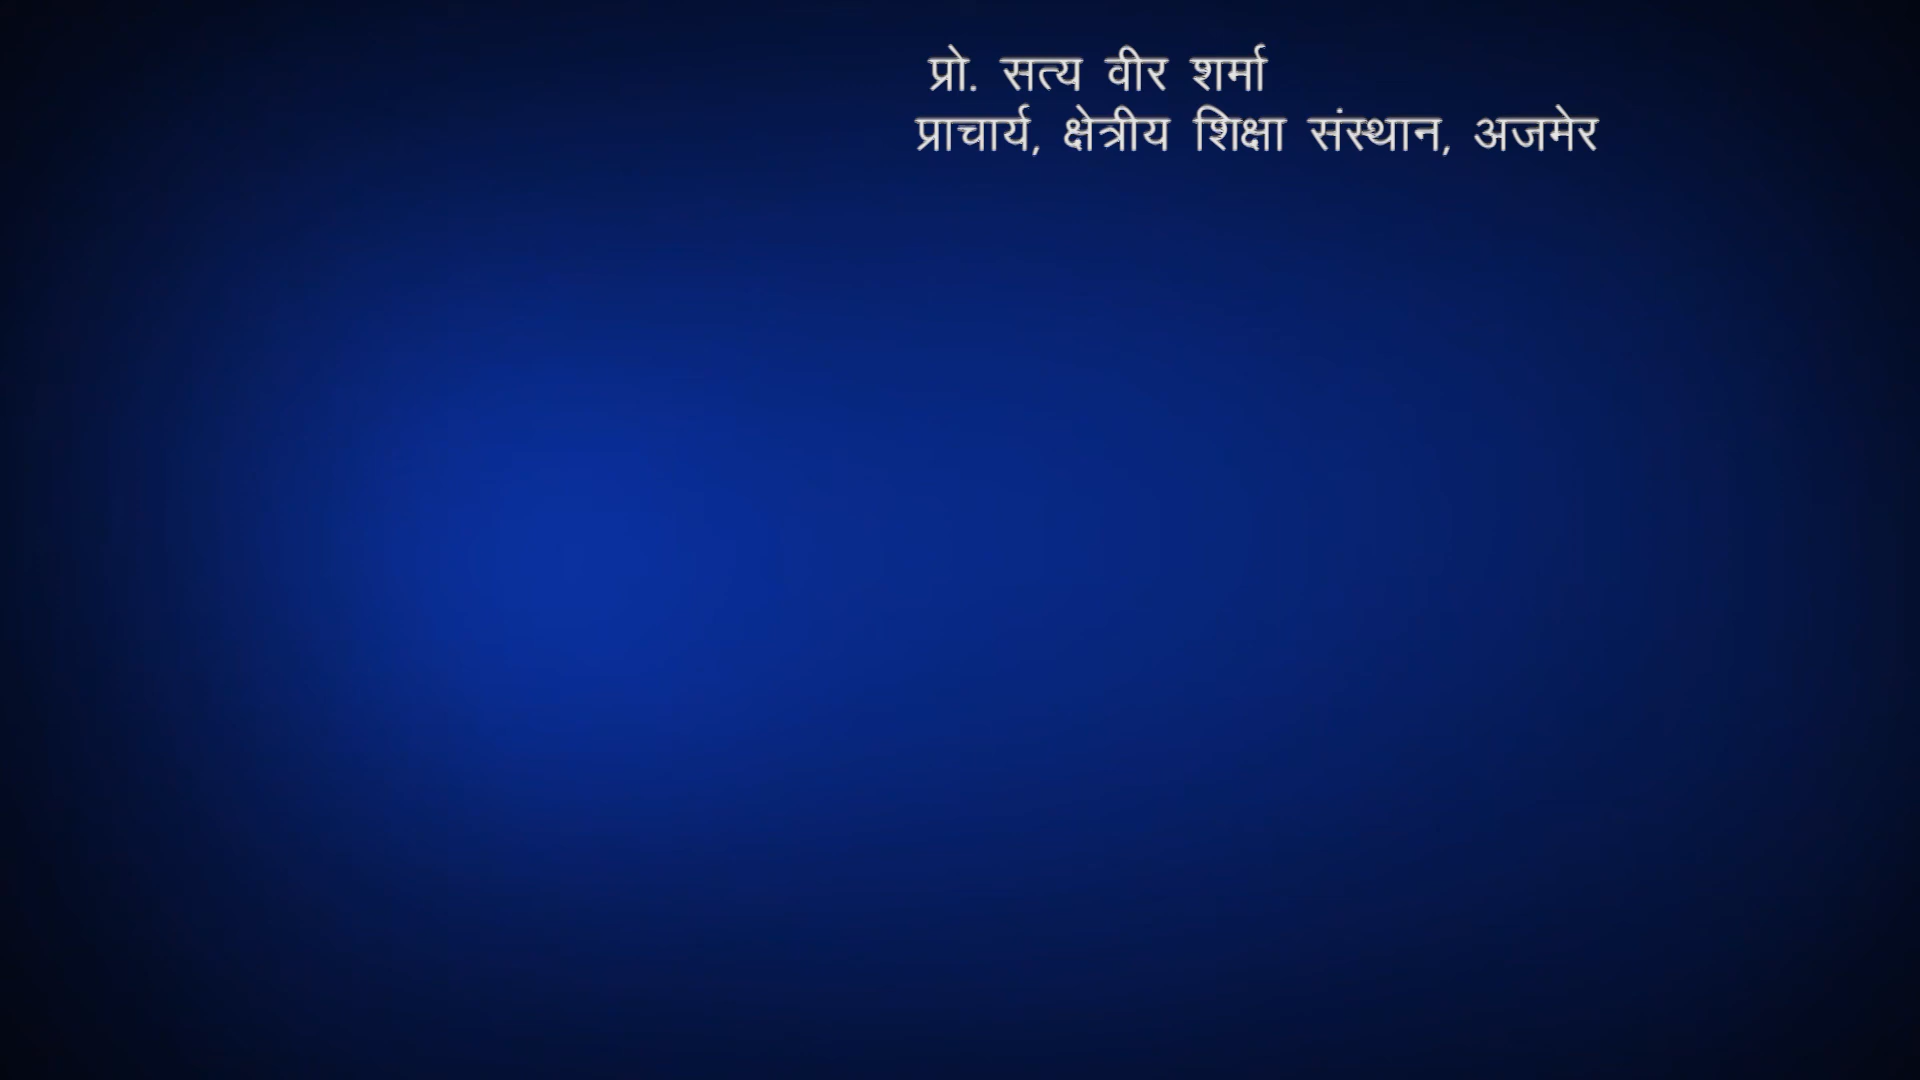 प्रो. सत्य वीर शर्मा
प्राचार्य, क्षेत्रीय शिक्षा संस्थान, अजमेर